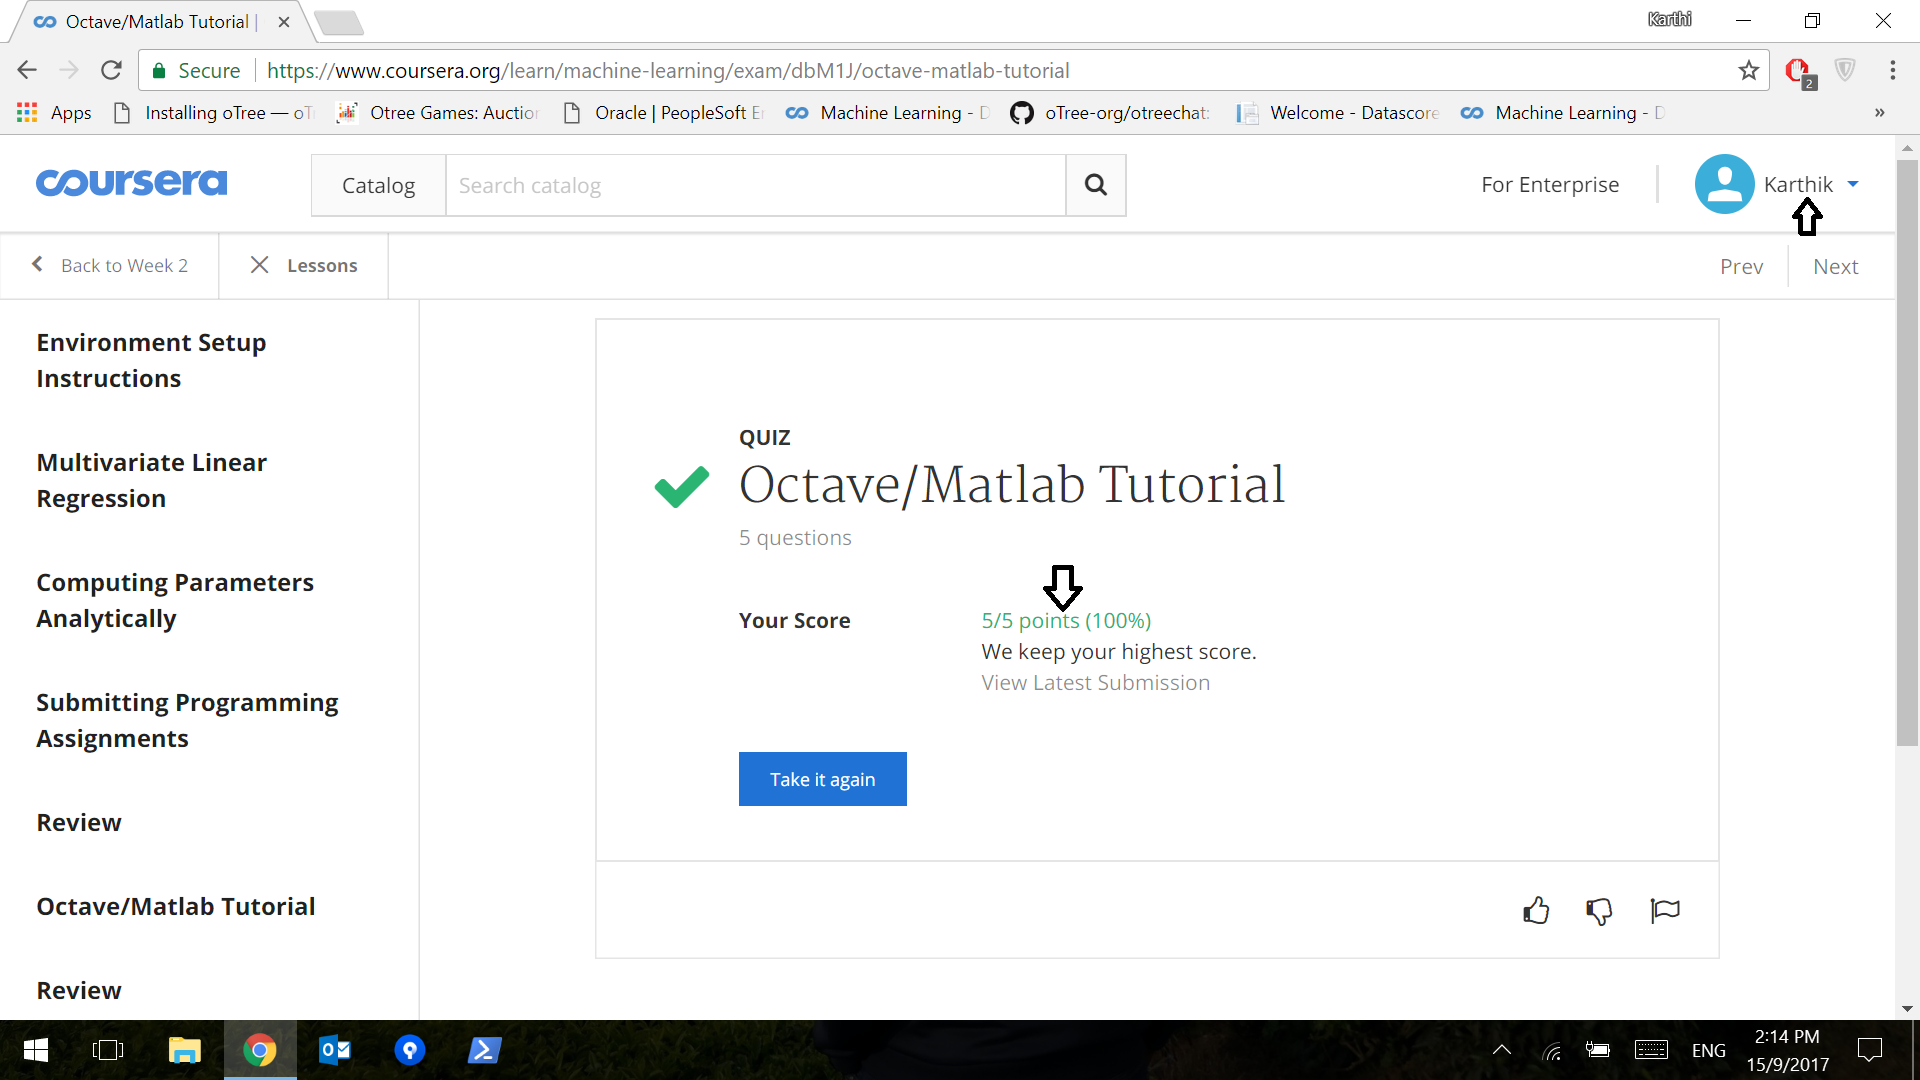 Octave/Matlab Tutorial |
Karthi
Secure
https://www.coursera.org/learn/machine-learning/exam/dbM1J/octave-matlab-tutorial
2
Apps
Installing oTree — oT
Otree Games: Auction
Oracle | PeopleSoft E
Machine Learning - D
oTree-org/otreechat:
Welcome - Datascore
Machine Learning - D
»
coursera
Catalog
Search catalog
For Enterprise
Karthik
Back to Week 2
Lessons
Prev
Next
Environment Setup
Instructions
Multivariate Linear
Regression
Computing Parameters
Analytically
Submitting Programming
Assignments
Review
Octave/Matlab Tutorial
Review
QUIZ
Octave/Matlab Tutorial
5 questions
Your Score
5/5 points (100%)
We keep your highest score.
View Latest Submission
Take it again
ENG
2:14 PM
15/9/2017